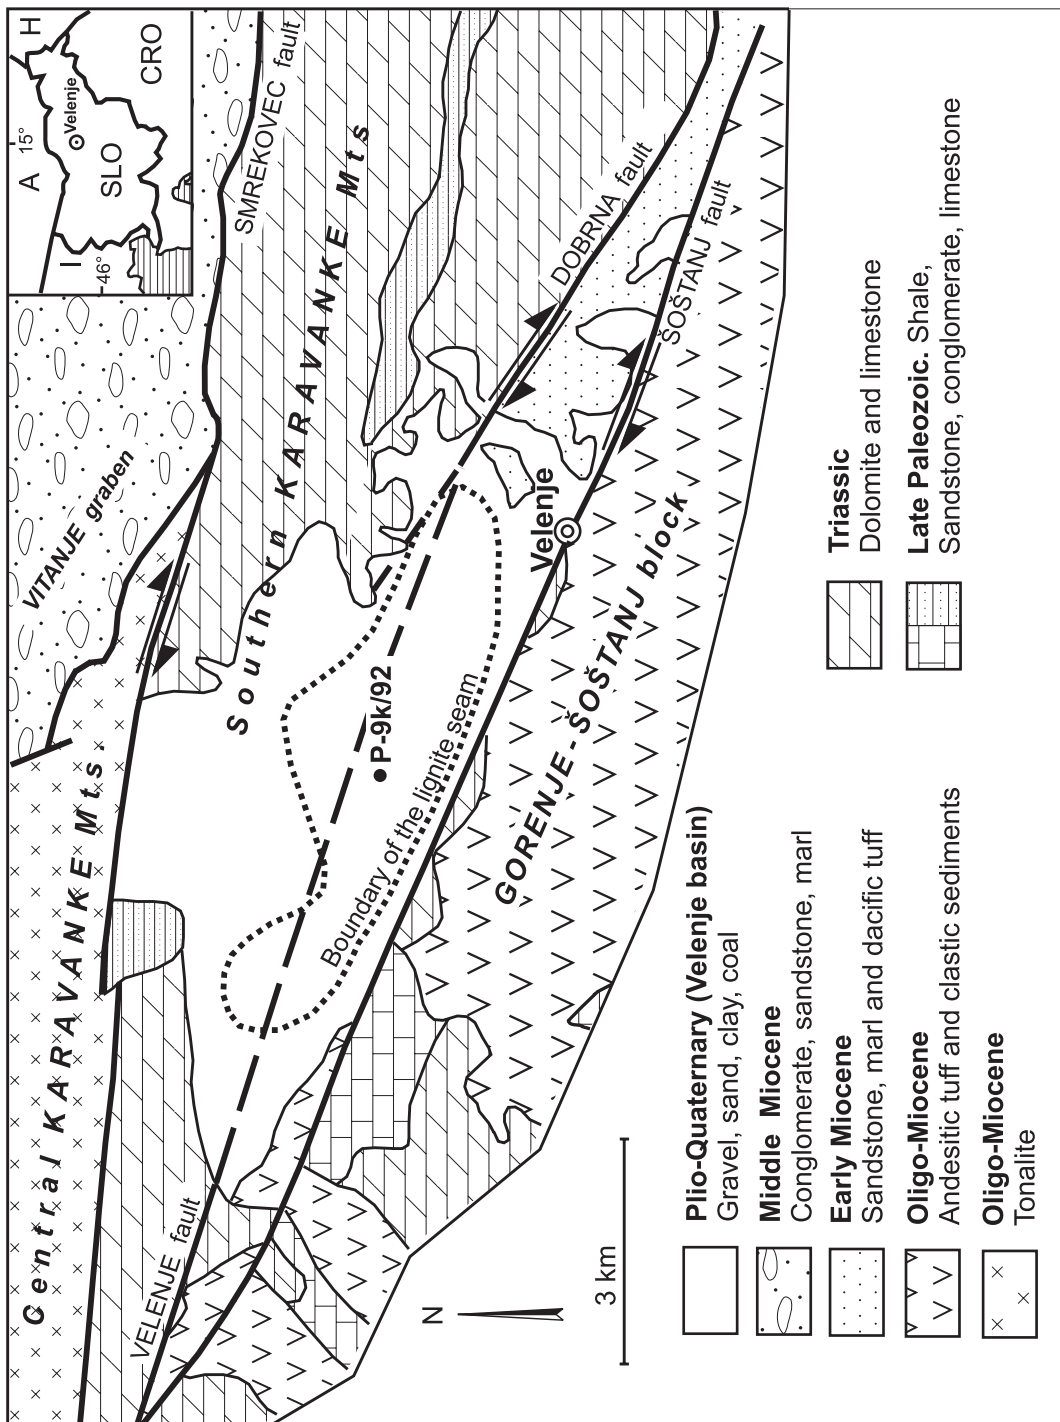 A
15°
H
Velenje
SLO
CRO
I
46°
VITANJE graben
SMREKOVEC fault
Central KARAVANKE Mts.
Southern KARAVANKE Mts
DOBRNA fault
ŠOŠTANJ fault
VELENJE fault
P-9k/92
Boundary of the lignite seam
Velenje
GORENJE - ŠOŠTANJ block
N
3 km
Plio-Quaternary (Velenje basin)
Gravel, sand, clay, coal
Middle Miocene
Conglomerate, sandstone, marl
Early Miocene
Sandstone, marl and dacific tuff
Oligo-Miocene
Andesitic tuff and clastic sediments
Oligo-Miocene
Tonalite
Triassic
Dolomite and limestone
Late Paleozoic. Shale,
Sandstone, conglomerate, limestone